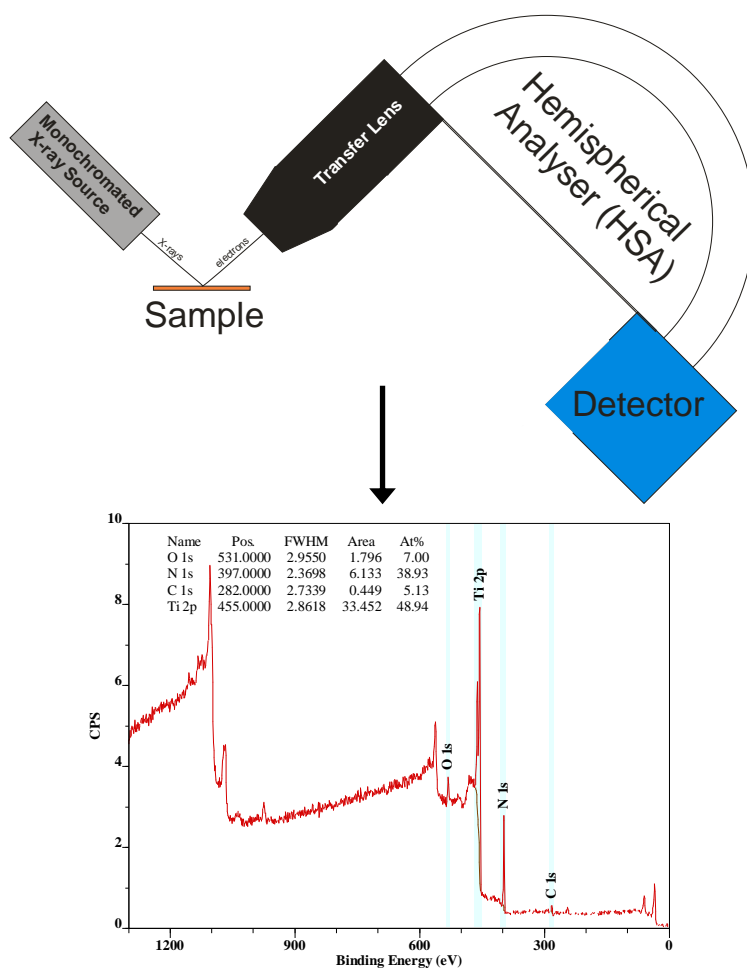 Monochromated
X-ray Source
X-rays
electrons
Transfer Lens
Hemispherical
Analyser (HSA)
Sample
Detector
Name Pos. FWHM Area At%
O 1s 531.0000 2.9550 1.796 7.00
N 1s 397.0000 2.3698 6.133 38.93
C 1s 282.0000 2.7339 0.449 5.13
Ti 2p 455.0000 2.8618 33.452 48.94
10
8
6
4
2
0
CPS
O 1s
Ti 2p
N 1s
C 1s
1200 900 600 300 0
Binding Energy (eV)